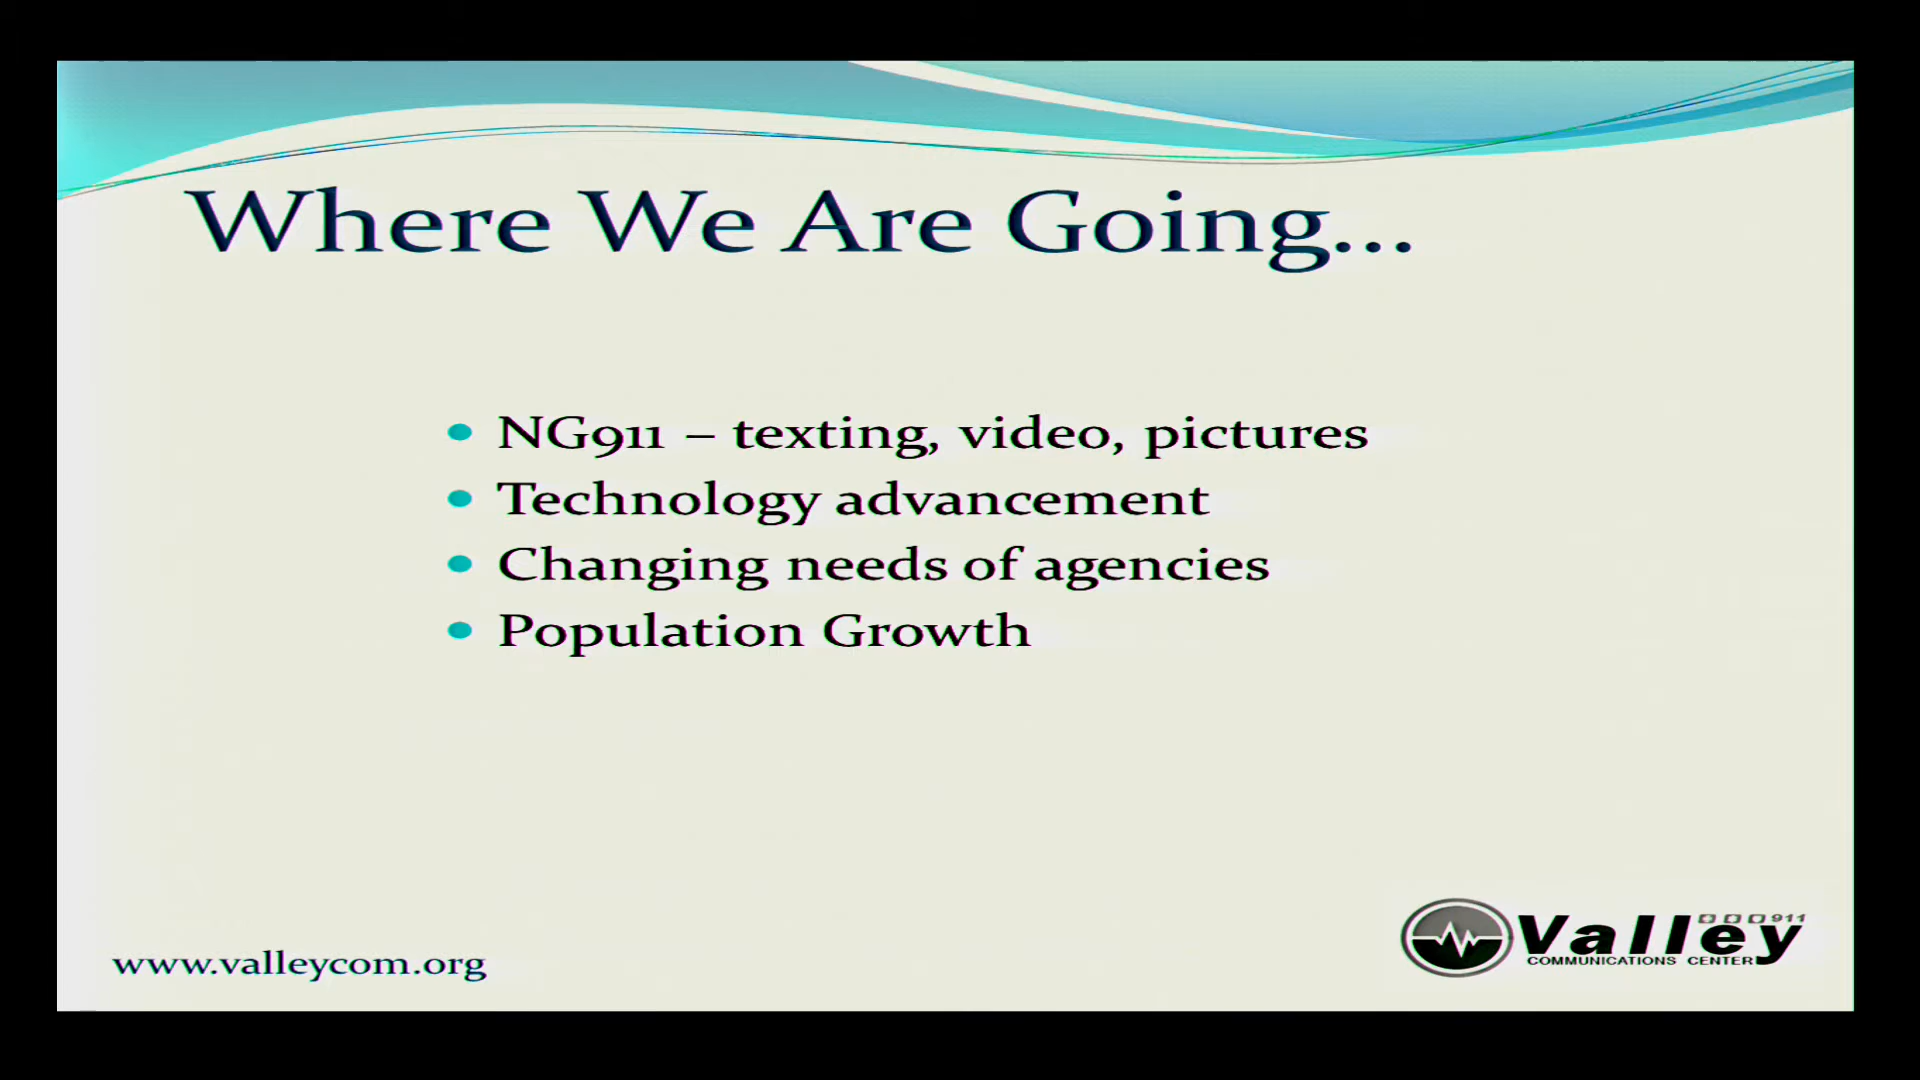 Where We Are Going...
• NG911 – texting, video, pictures
• Technology advancement
• Changing needs of agencies
• Population Growth
www.valleycom.org
911
Valley
COMMUNICATIONS CENTER